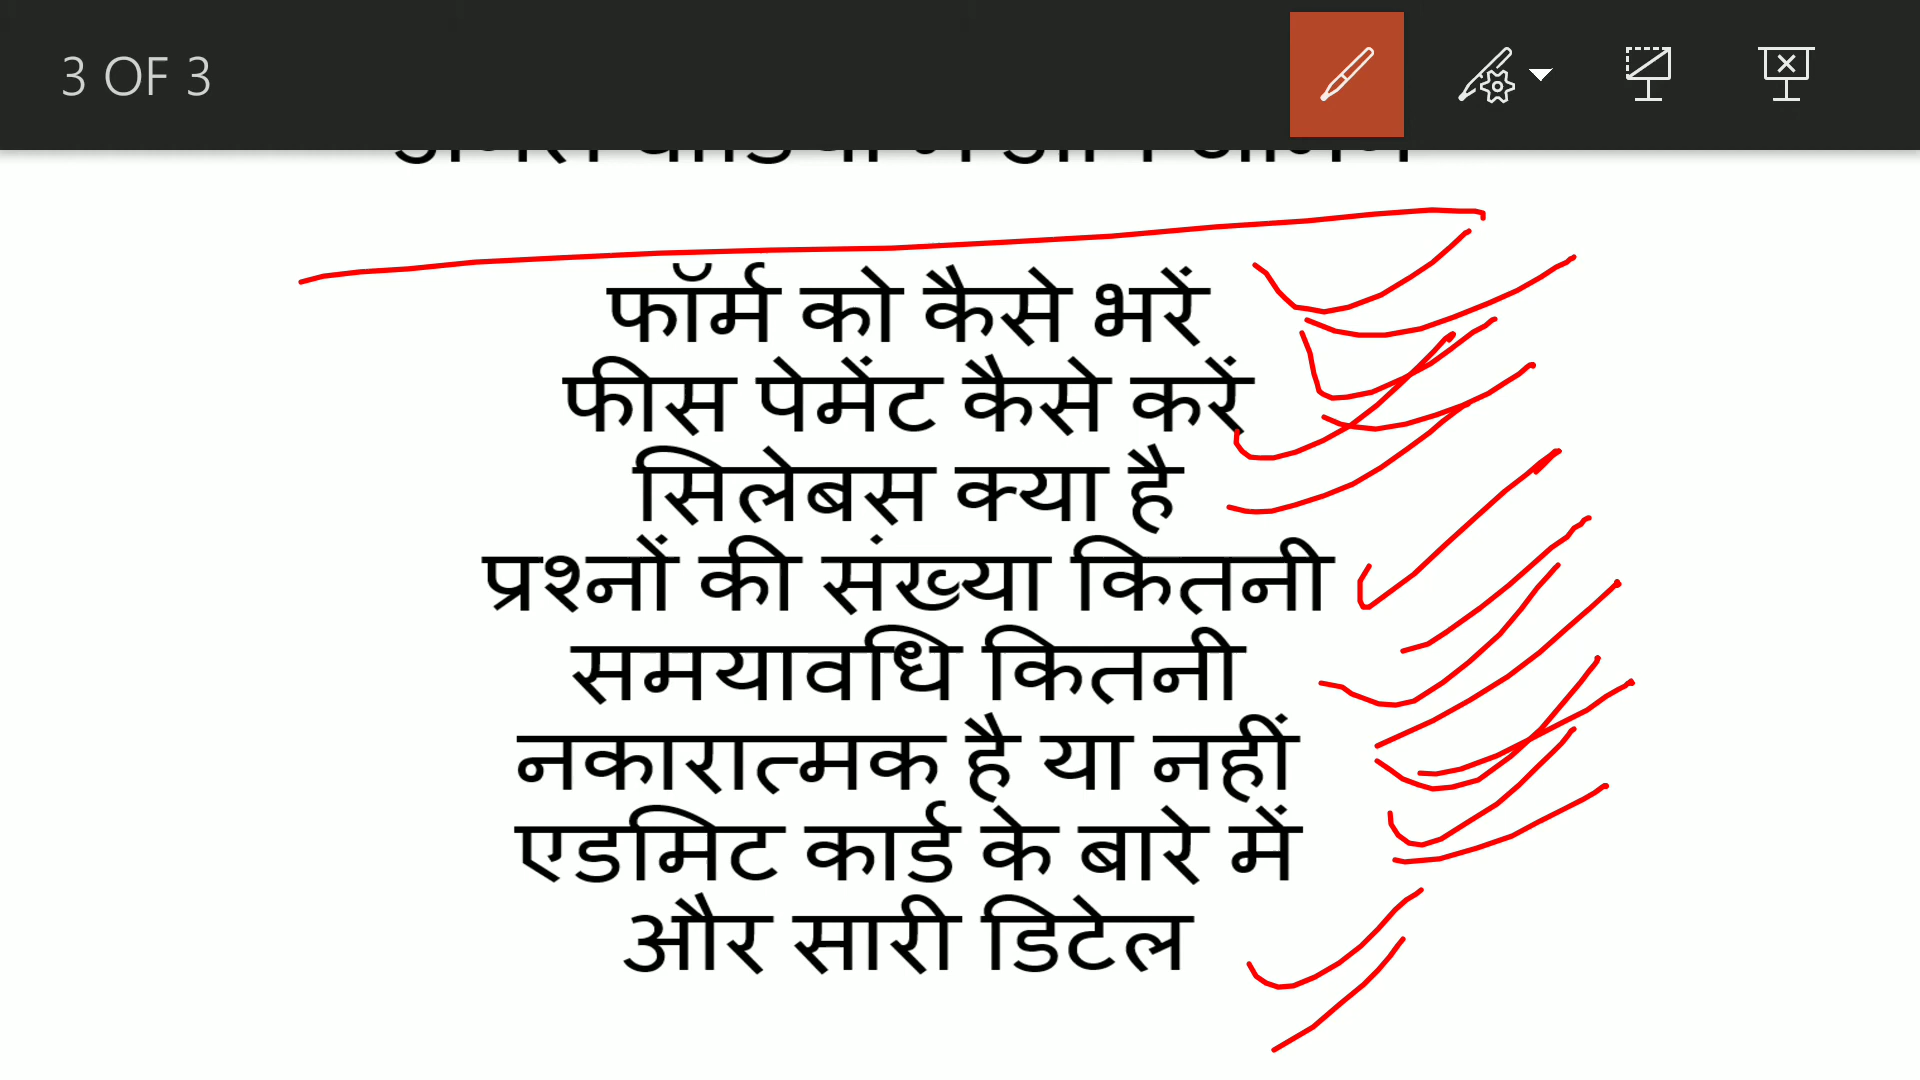 3 OF 3
फॉर्म को कैसे भरें
फीस पेमेंट कैसे करें
सिलेबस क्या है
प्रश्नों की संख्या कितनी
समयावधि कितनी
नकारात्मक है या नहीं
एडमिट कार्ड के बारे में
और सारी डिटेल